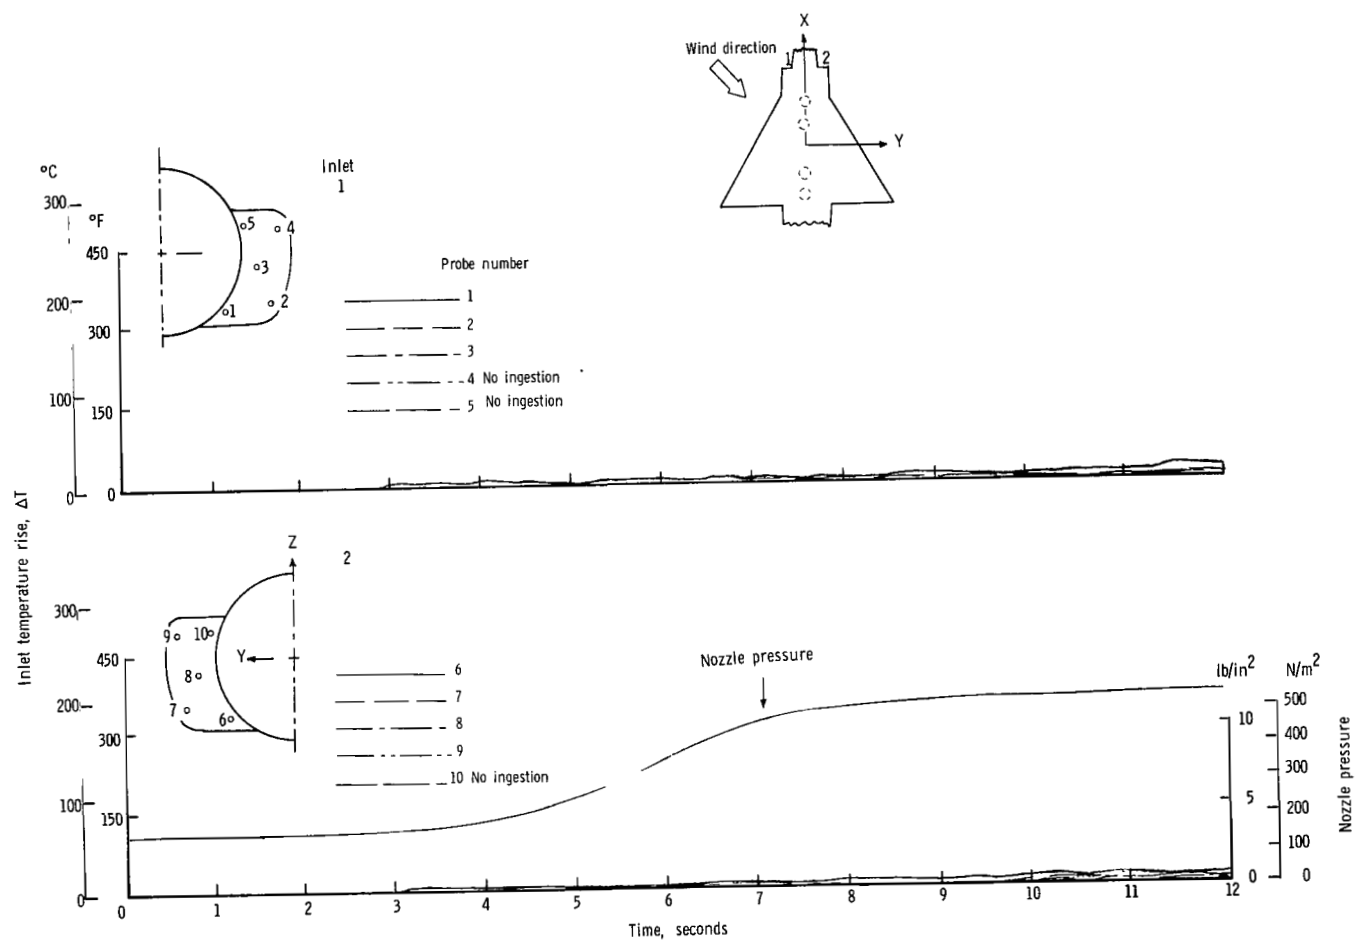 X
Wind direction
1 2
Y
°C
Inlet
1
300
°F
5 4
450
3
Probe number
200
1 2
1
300
2
3
4 No ingestion
100
150
5 No ingestion
0
0
Inlet temperature rise, ΔT
Z
2
300
9 10
450
Y
8
6
Nozzle pressure
lb/in²
N/m²
200
7
6
7
500
10
300
8
400
9
300
100
10 No ingestion
5
150
200
100
0
0
0
Nozzle pressure
0 1 2 3 4 5 6 7 8 9 10 11 12
Time, seconds